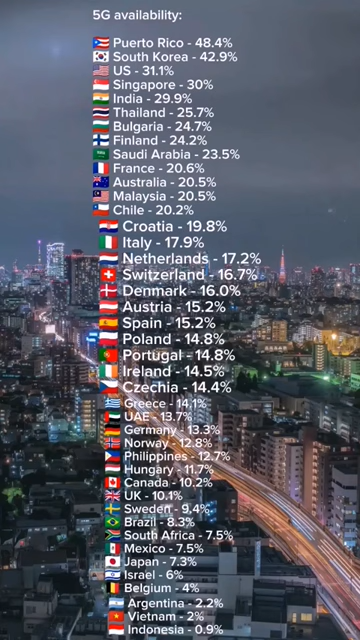 5G availability:
Puerto Rico - 48.4%
South Korea - 42.9%
US - 31.1%
Singapore - 30%
India - 29.9%
Thailand - 25.7%
Bulgaria - 24.7%
Finland - 24.2%
Saudi Arabia - 23.5%
France - 20.6%
Australia - 20.5%
Malaysia - 20.5%
Chile - 20.2%
Croatia - 19.8%
Italy - 17.9%
Netherlands - 17.2%
Switzerland - 16.7%
Denmark - 16.0%
Austria - 15.2%
Spain - 15.2%
Poland - 14.8%
Portugal - 14.8%
Ireland - 14.5%
Czechia - 14.4%
Greece - 14.1%
UAE - 13.7%
Germany - 13.3%
Norway - 12.8%
Philippines - 12.7%
Hungary - 11.7%
Canada - 10.2%
UK - 10.1%
Sweden - 9.4%
Brazil - 8.3%
South Africa - 7.5%
Mexico - 7.5%
Japan - 7.3%
Israel - 6%
Belgium - 4%
Argentina - 2.2%
Vietnam - 2%
Indonesia - 0.9%